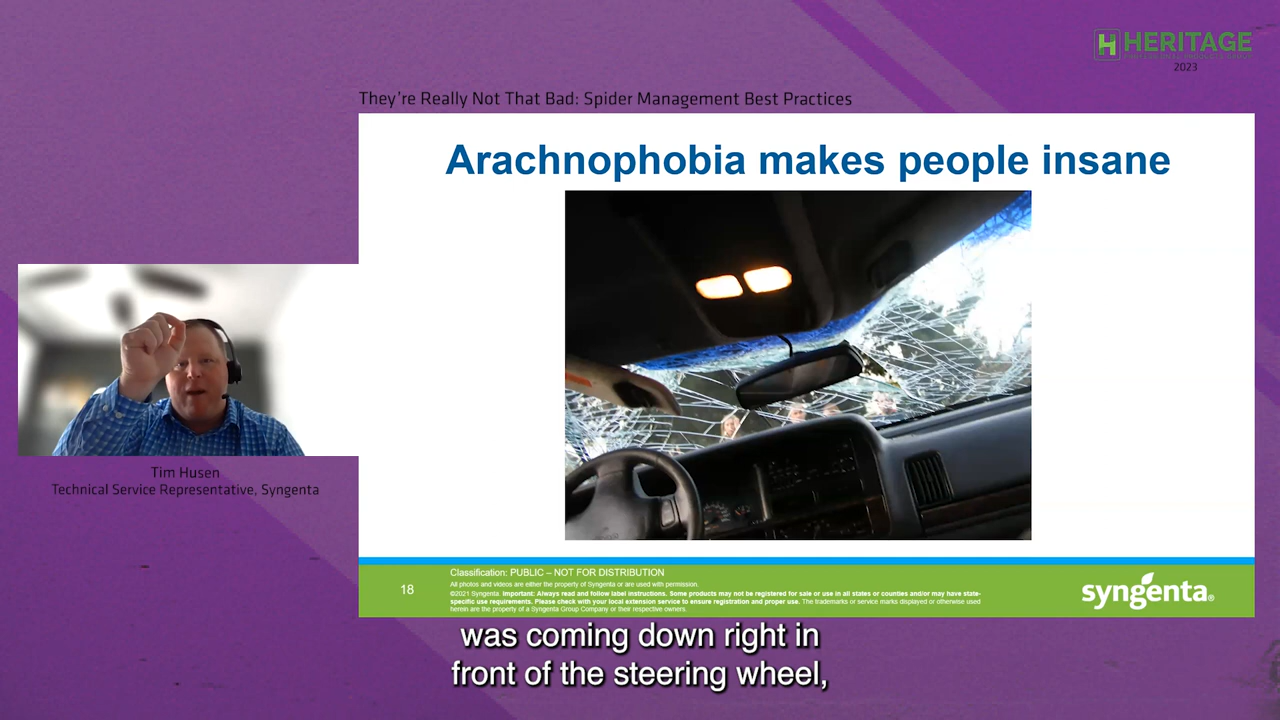 HERITAGE
2023
They're Really Not That Bad: Spider Management Best Practices
Arachnophobia makes people insane
Tim Husen
Technical Service Representative, Syngenta
18
Classification: PUBLIC – NOT FOR DISTRIBUTION
All photos and videos are either the property of Syngenta or are used with permission.
©2021 Syngenta. Important: Always read and follow label instructions. Some products may not be registered for sale or use in all states or counties and/or may have state-
specific use requirements. Please check with your local extension service to ensure registration and proper use. The trademarks or service marks displayed or otherwise used
herein are the property of a Syngenta Group Company or their respective owners.
syngenta®
was coming down right in
front of the steering wheel,